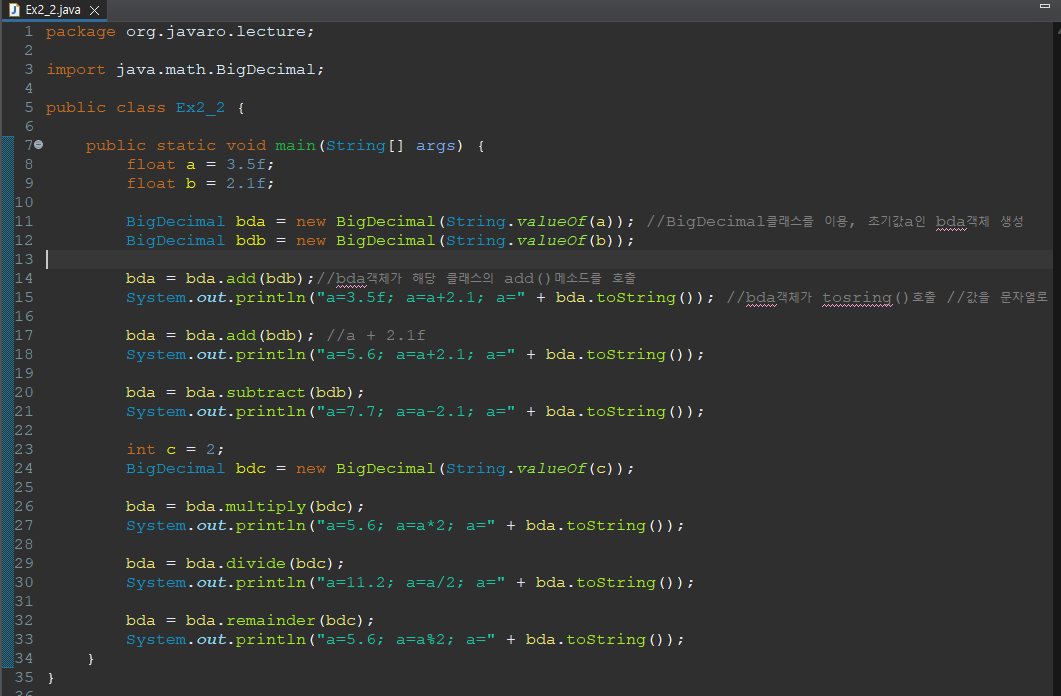 Ex2_2.java
1 package org.javaro.lecture;
2
3 import java.math.BigDecimal;
4
5 public class Ex2_2 {
6
7 public static void main(String[] args) {
8 float a = 3.5f;
9 float b = 2.1f;
10
11 BigDecimal bda = new BigDecimal(String.valueOf(a)); //BigDecimal클래스를 이용, 초기값a인 bda객체 생성
12 BigDecimal bdb = new BigDecimal(String.valueOf(b));
13
14 bda = bda.add(bdb);//bda객체가 해당 클래스의 add()메소드를 호출
15 System.out.println("a=3.5f; a=a+2.1; a=" + bda.toString()); //bda객체가 tosring()호출 //값을 문자열로
16
17 bda = bda.add(bdb); //a + 2.1f
18 System.out.println("a=5.6; a=a+2.1; a=" + bda.toString());
19
20 bda = bda.subtract(bdb);
21 System.out.println("a=7.7; a=a-2.1; a=" + bda.toString());
22
23 int c = 2;
24 BigDecimal bdc = new BigDecimal(String.valueOf(c));
25
26 bda = bda.multiply(bdc);
27 System.out.println("a=5.6; a=a*2; a=" + bda.toString());
28
29 bda = bda.divide(bdc);
30 System.out.println("a=11.2; a=a/2; a=" + bda.toString());
31
32 bda = bda.remainder(bdc);
33 System.out.println("a=5.6; a=a%2; a=" + bda.toString());
34 }
35 }
36